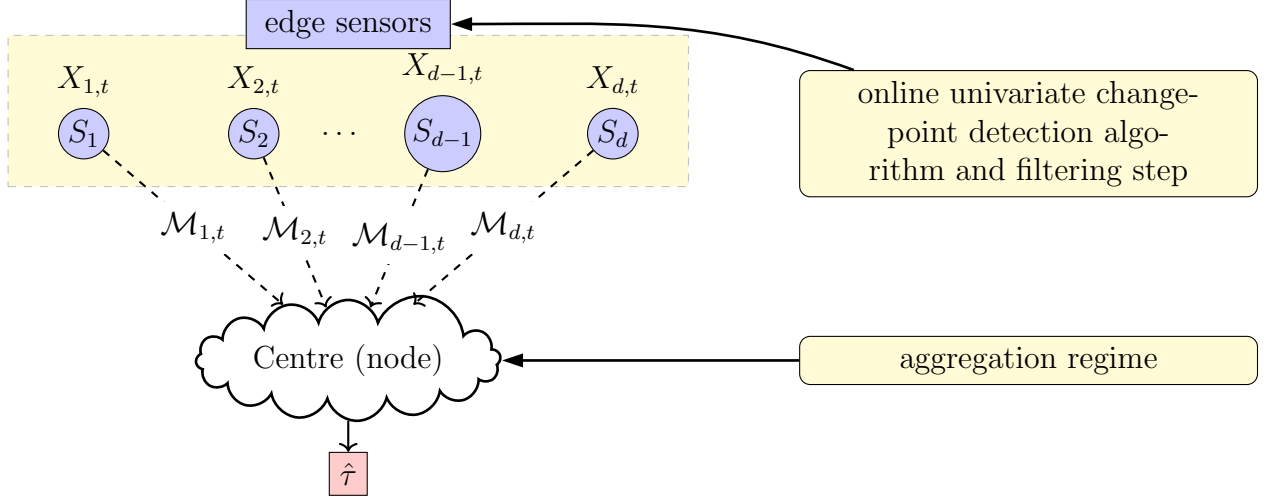 edge sensors
X_{1,t} X_{2,t} X_{d−1,t} X_{d,t}
S_1 S_2 ⋯ S_{d−1} S_d
online univariate change-
point detection algo-
rithm and filtering step
ℳ_{1,t} ℳ_{2,t} ℳ_{d−1,t} ℳ_{d,t}
Centre (node)
aggregation regime
τ̂